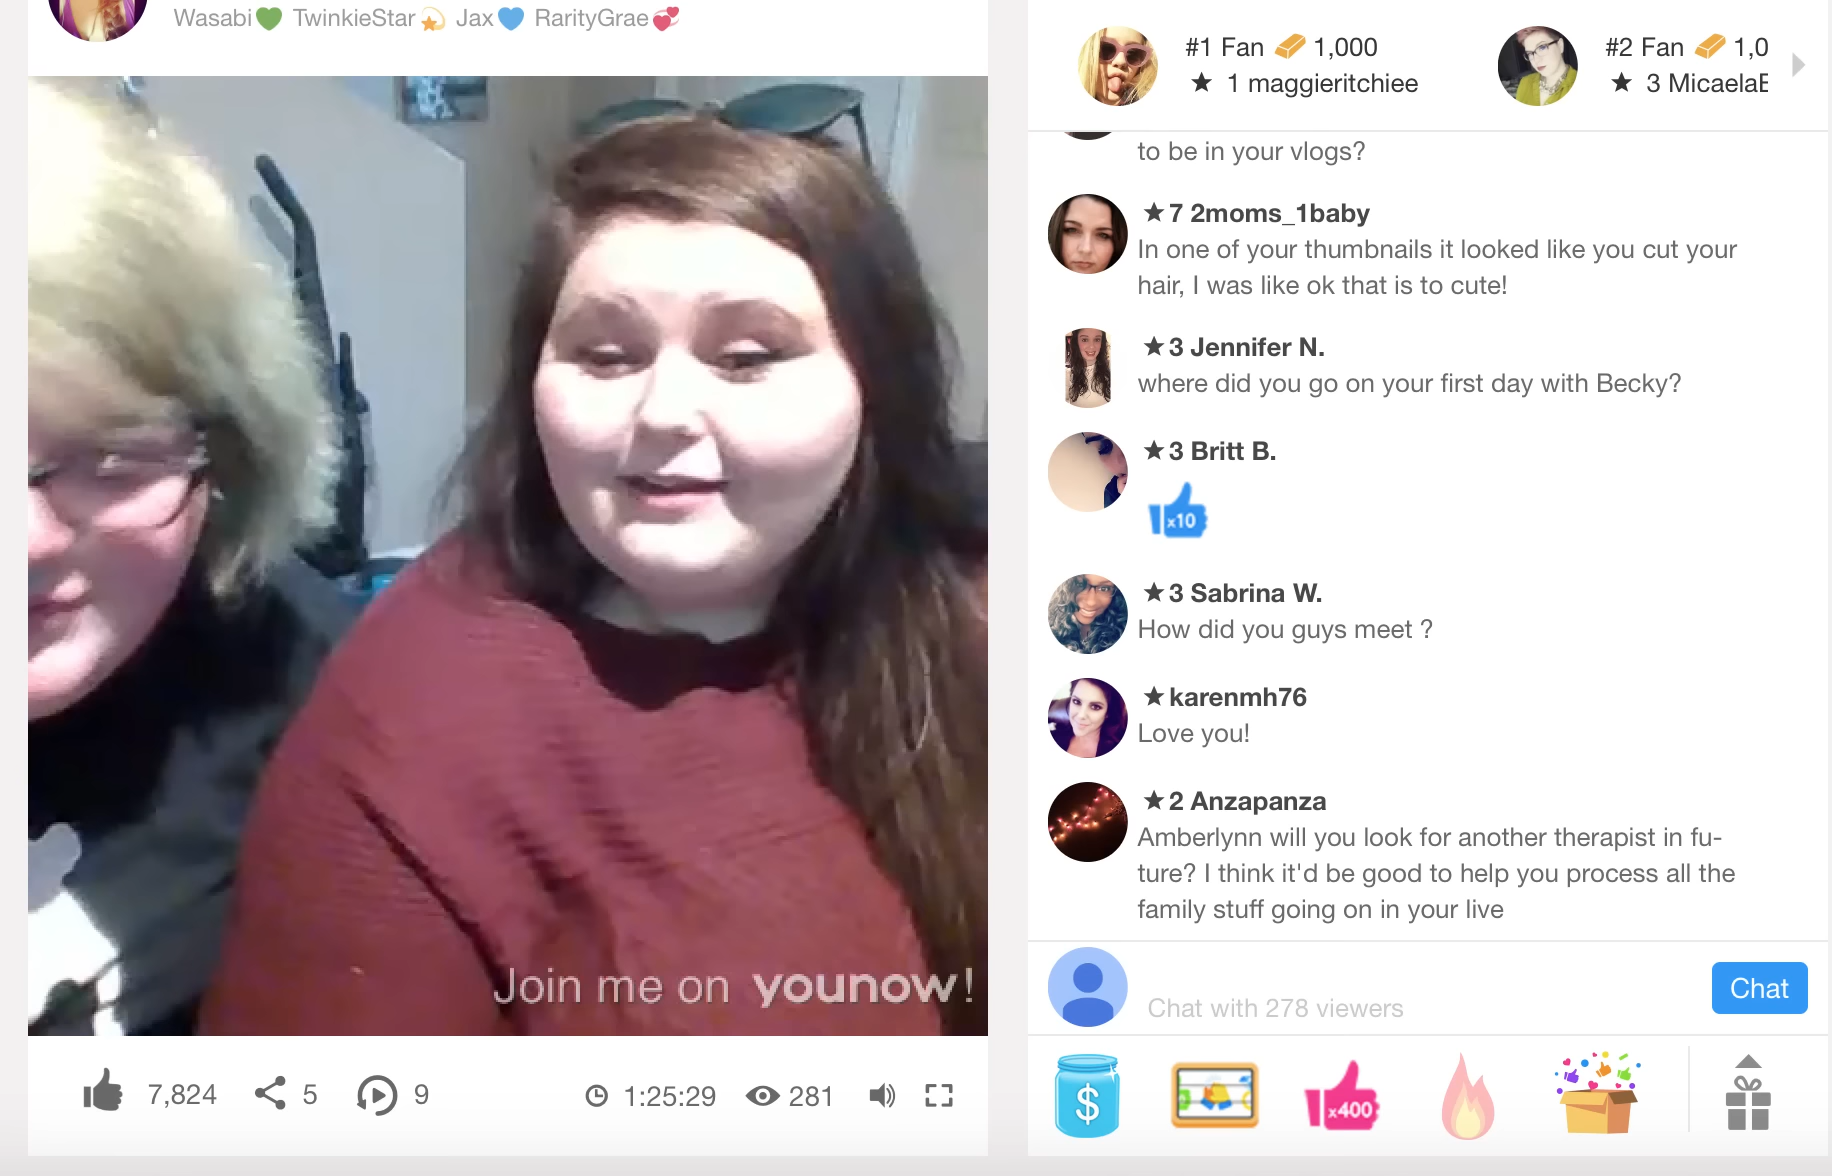 Wasabi💚 TwinkieStar💫 Jax💙 RarityGrae💞
Join me on younow!
7,824
5
9
1:25:29
281
#1 Fan 1,000
★ 1 maggieritchiee
#2 Fan 1,0
★ 3 MicaelaE
to be in your vlogs?
★7 2moms_1baby
In one of your thumbnails it looked like you cut your
hair, I was like ok that is to cute!
★3 Jennifer N.
where did you go on your first day with Becky?
★3 Britt B.
x10
★3 Sabrina W.
How did you guys meet ?
★karenmh76
Love you!
★2 Anzapanza
Amberlynn will you look for another therapist in fu-
ture? I think it'd be good to help you process all the
family stuff going on in your live
Chat with 278 viewers
Chat
$
x400